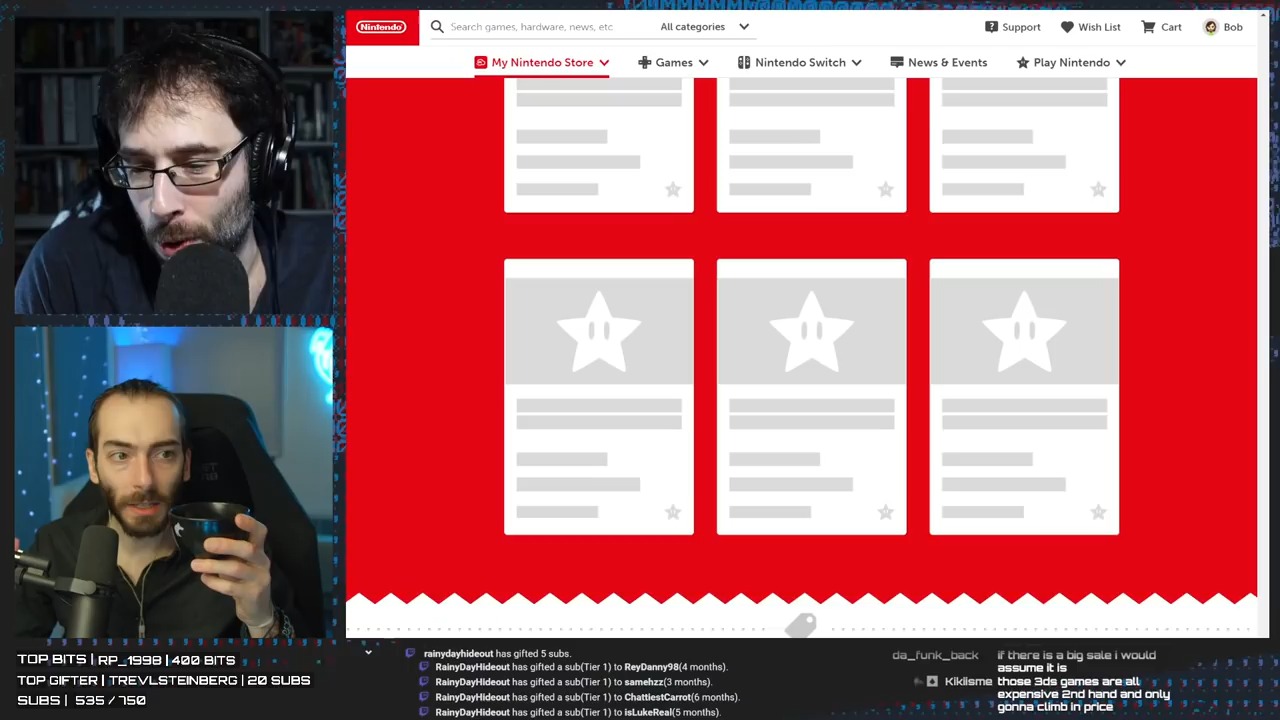 Nintendo
Search games, hardware, news, etc
All categories
Support
Wish List
Cart
Bob
My Nintendo Store
Games
Nintendo Switch
News & Events
Play Nintendo
TOP BITS | RP_1998 | 400 BITS
TOP GIFTER | TREVLSTEINBERG | 20 SUBS
SUBS | 535 / 750
rainydayhideout has gifted 5 subs.
RainyDayHideout has gifted a sub(Tier 1) to ReyDanny98(4 months).
RainyDayHideout has gifted a sub(Tier 1) to samehzz(3 months).
RainyDayHideout has gifted a sub(Tier 1) to ChattiestCarrot(6 months).
RainyDayHideout has gifted a sub(Tier 1) to isLukeReal(5 months).
da_funk_back if there is a big sale i would
assume it is
Kikiisme those 3ds games are all
expensive 2nd hand and only
gonna climb in price